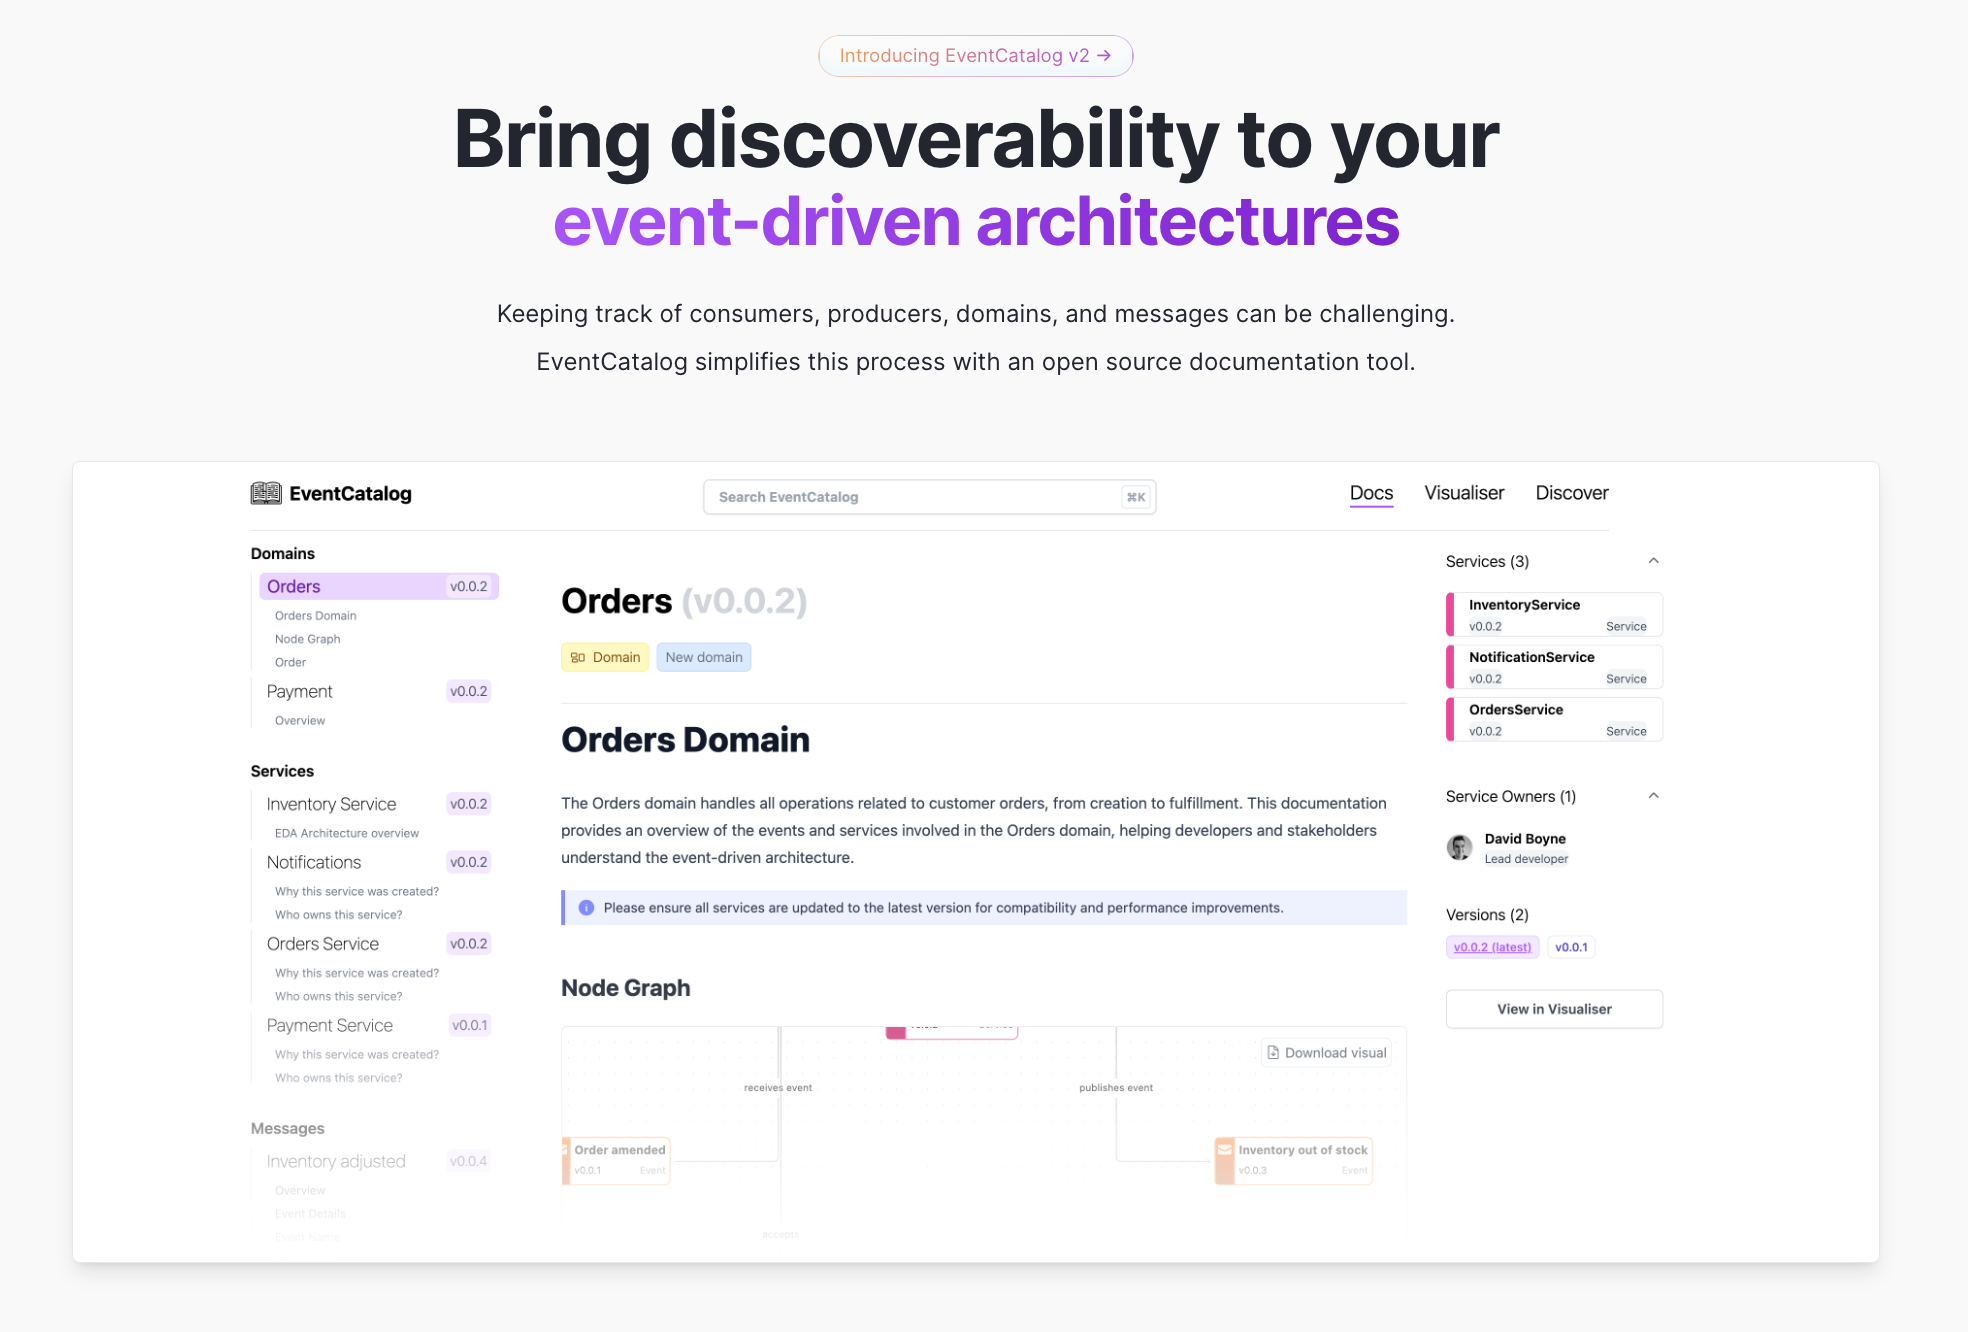 Introducing EventCatalog v2 →
Bring discoverability to your
event-driven architectures
Keeping track of consumers, producers, domains, and messages can be challenging.
EventCatalog simplifies this process with an open source documentation tool.
EventCatalog
Search EventCatalog
⌘K
Docs
Visualiser
Discover
Domains
Orders v0.0.2
Orders Domain
Node Graph
Order
Payment v0.0.2
Overview
Services
Inventory Service v0.0.2
EDA Architecture overview
Notifications v0.0.2
Why this service was created?
Who owns this service?
Orders Service v0.0.2
Why this service was created?
Who owns this service?
Payment Service v0.0.1
Why this service was created?
Who owns this service?
Messages
Inventory adjusted v0.0.4
Overview
Event Details
Event Name
Orders (v0.0.2)
Domain
New domain
Orders Domain
The Orders domain handles all operations related to customer orders, from creation to fulfillment. This documentation
provides an overview of the events and services involved in the Orders domain, helping developers and stakeholders
understand the event-driven architecture.
Please ensure all services are updated to the latest version for compatibility and performance improvements.
Node Graph
Download visual
receives event
publishes event
Order amended
v0.0.1 Event
Inventory out of stock
v0.0.3 Event
accepts
Services (3)
InventoryService
v0.0.2 Service
NotificationService
v0.0.2 Service
OrdersService
v0.0.2 Service
Service Owners (1)
David Boyne
Lead developer
Versions (2)
v0.0.2 (latest) v0.0.1
View in Visualiser